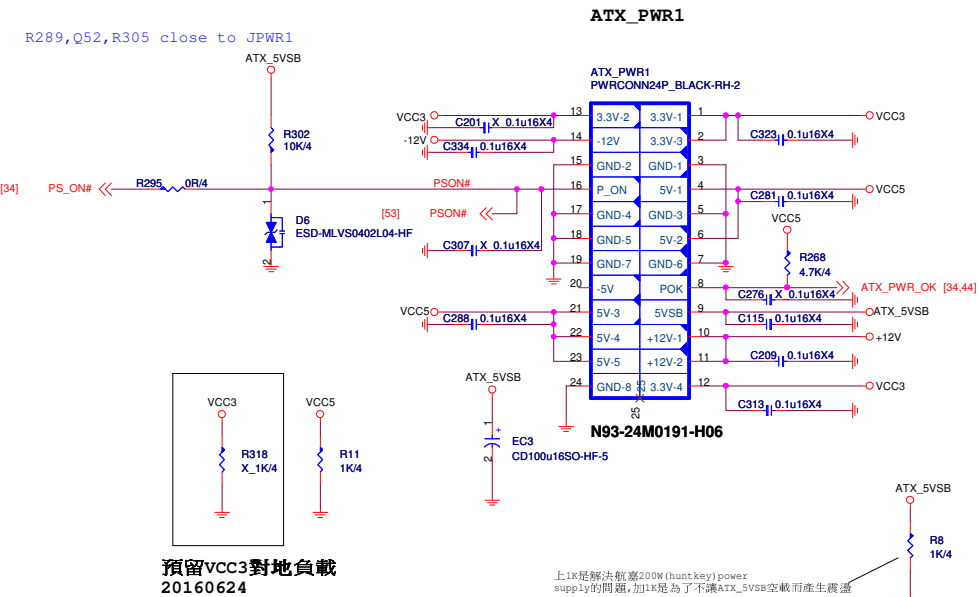 ATX_PWR1
R289,Q52,R305 close to JPWR1
ATX_5VSB
R302
10K/4
[34]
PS_ON#
R295
0R/4
PSON#
[53]
PSON#
1
D6
ESD-MLVS0402L04-HF
2
ATX_PWR1
PWRCONN24P_BLACK-RH-2
VCC3
C201 X 0.1u16X4
-12V
C334 0.1u16X4
C307 X 0.1u16X4
VCC5
C288 0.1u16X4
13 3.3V-2 3.3V-1 1
14 -12V 3.3V-3 2
15 GND-2 GND-1 3
16 P_ON 5V-1 4
17 GND-4 GND-3 5
18 GND-5 5V-2 6
19 GND-7 GND-6 7
20 -5V POK 8
21 5V-3 5VSB 9
22 5V-4 +12V-1 10
23 5V-5 +12V-2 11
24 GND-8 3.3V-4 12
25
25
N93-24M0191-H06
VCC3
C323 0.1u16X4
VCC5
C281 0.1u16X4
VCC5
R268
4.7K/4
ATX_PWR_OK [34,44]
C276 X 0.1u16X4
ATX_5VSB
C115 0.1u16X4
+12V
C209 0.1u16X4
VCC3
C313 0.1u16X4
VCC3
R318
X_1K/4
VCC5
R11
1K/4
預留VCC3對地負載
20160624
ATX_5VSB
1
+
EC3
CD100u16SO-HF-5
2
ATX_5VSB
R8
1K/4
上1K是解決航嘉200W(huntkey)power
supply的問題,加1K是為了不讓ATX_5VSB空載而產生震盪